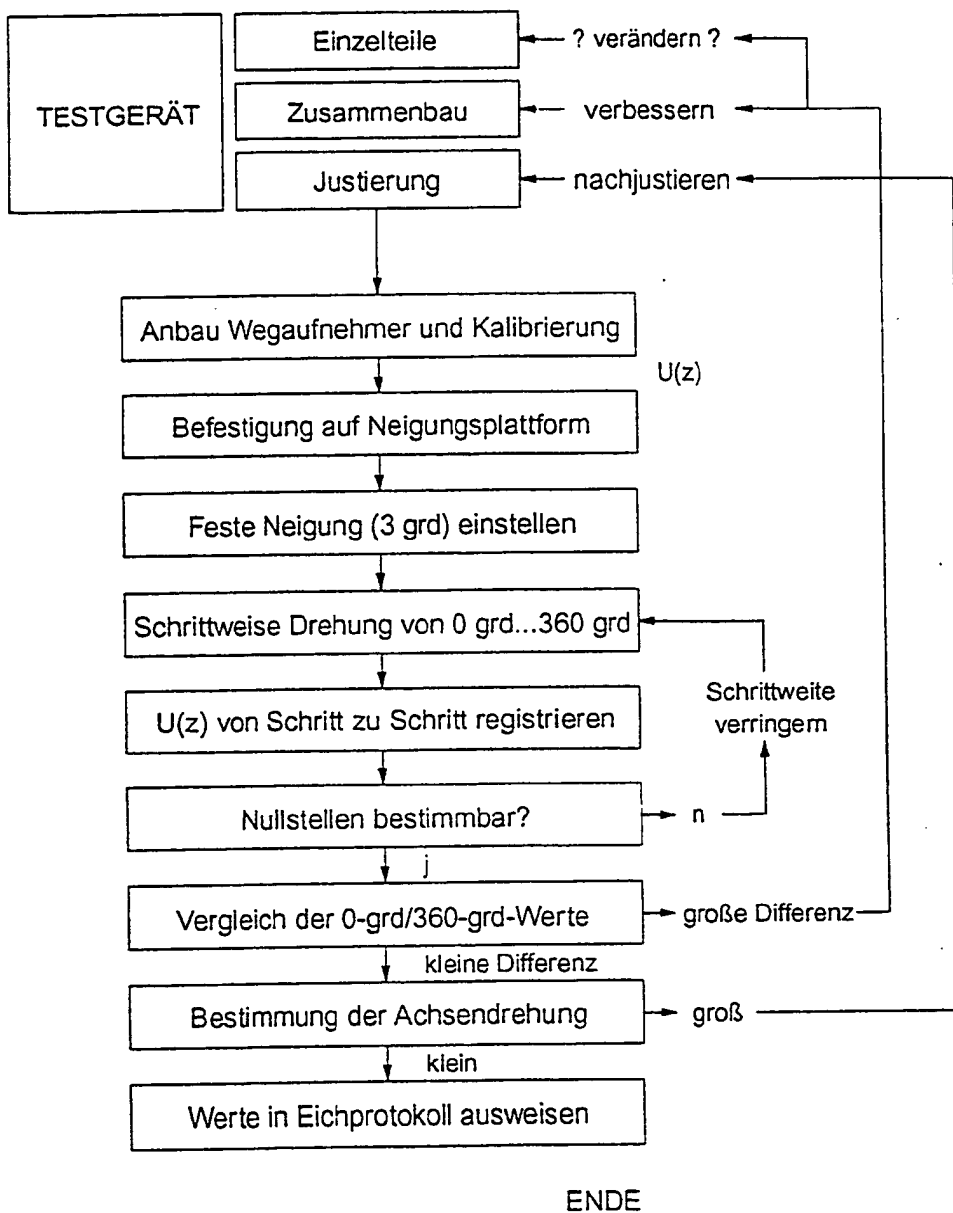 TESTGERÄT
Einzelteile
? verändern ?
Zusammenbau
verbessern
Justierung
nachjustieren
Anbau Wegaufnehmer und Kalibrierung
U(z)
Befestigung auf Neigungsplattform
Feste Neigung (3 grd) einstellen
Schrittweise Drehung von 0 grd...360 grd
Schrittweite
verringern
U(z) von Schritt zu Schritt registrieren
Nullstellen bestimmbar?
n
j
Vergleich der 0-grd/360-grd-Werte
große Differenz
kleine Differenz
Bestimmung der Achsendrehung
groß
klein
Werte in Eichprotokoll ausweisen
ENDE